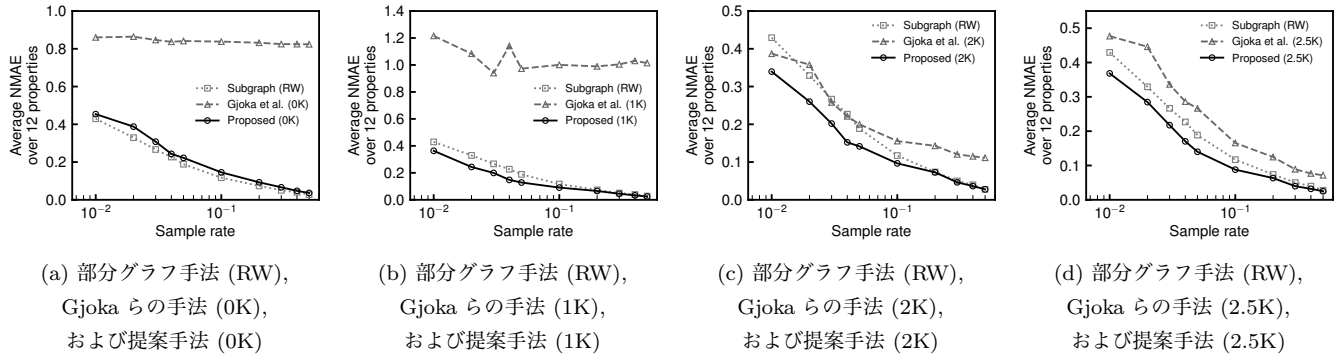 Average NMAE
over 12 properties
1.0
0.8
0.6
0.4
0.2
0.0
Subgraph (RW)
Gjoka et al. (0K)
Proposed (0K)
10⁻²
10⁻¹
Sample rate
(a) 部分グラフ手法 (RW),
Gjoka らの手法 (0K),
および提案手法 (0K)
Average NMAE
over 12 properties
1.4
1.2
1.0
0.8
0.6
0.4
0.2
0.0
Subgraph (RW)
Gjoka et al. (1K)
Proposed (1K)
10⁻²
10⁻¹
Sample rate
(b) 部分グラフ手法 (RW),
Gjoka らの手法 (1K),
および提案手法 (1K)
Average NMAE
over 12 properties
0.5
0.4
0.3
0.2
0.1
0.0
Subgraph (RW)
Gjoka et al. (2K)
Proposed (2K)
10⁻²
10⁻¹
Sample rate
(c) 部分グラフ手法 (RW),
Gjoka らの手法 (2K),
および提案手法 (2K)
Average NMAE
over 12 properties
0.5
0.4
0.3
0.2
0.1
0.0
Subgraph (RW)
Gjoka et al. (2.5K)
Proposed (2.5K)
10⁻²
10⁻¹
Sample rate
(d) 部分グラフ手法 (RW),
Gjoka らの手法 (2.5K),
および提案手法 (2.5K)